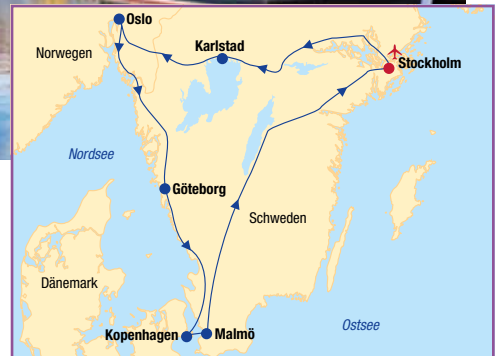 Oslo
Norwegen
Karlstad
Stockholm
Nordsee
Göteborg
Schweden
Dänemark
Kopenhagen
Malmö
Ostsee